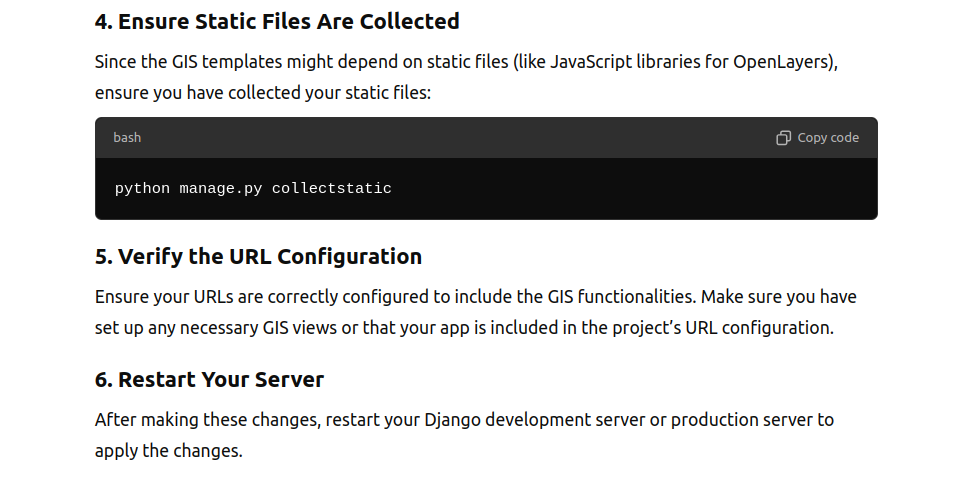 4. Ensure Static Files Are Collected
Since the GIS templates might depend on static files (like JavaScript libraries for OpenLayers),
ensure you have collected your static files:
bash
Copy code
python manage.py collectstatic
5. Verify the URL Configuration
Ensure your URLs are correctly configured to include the GIS functionalities. Make sure you have
set up any necessary GIS views or that your app is included in the project’s URL configuration.
6. Restart Your Server
After making these changes, restart your Django development server or production server to
apply the changes.